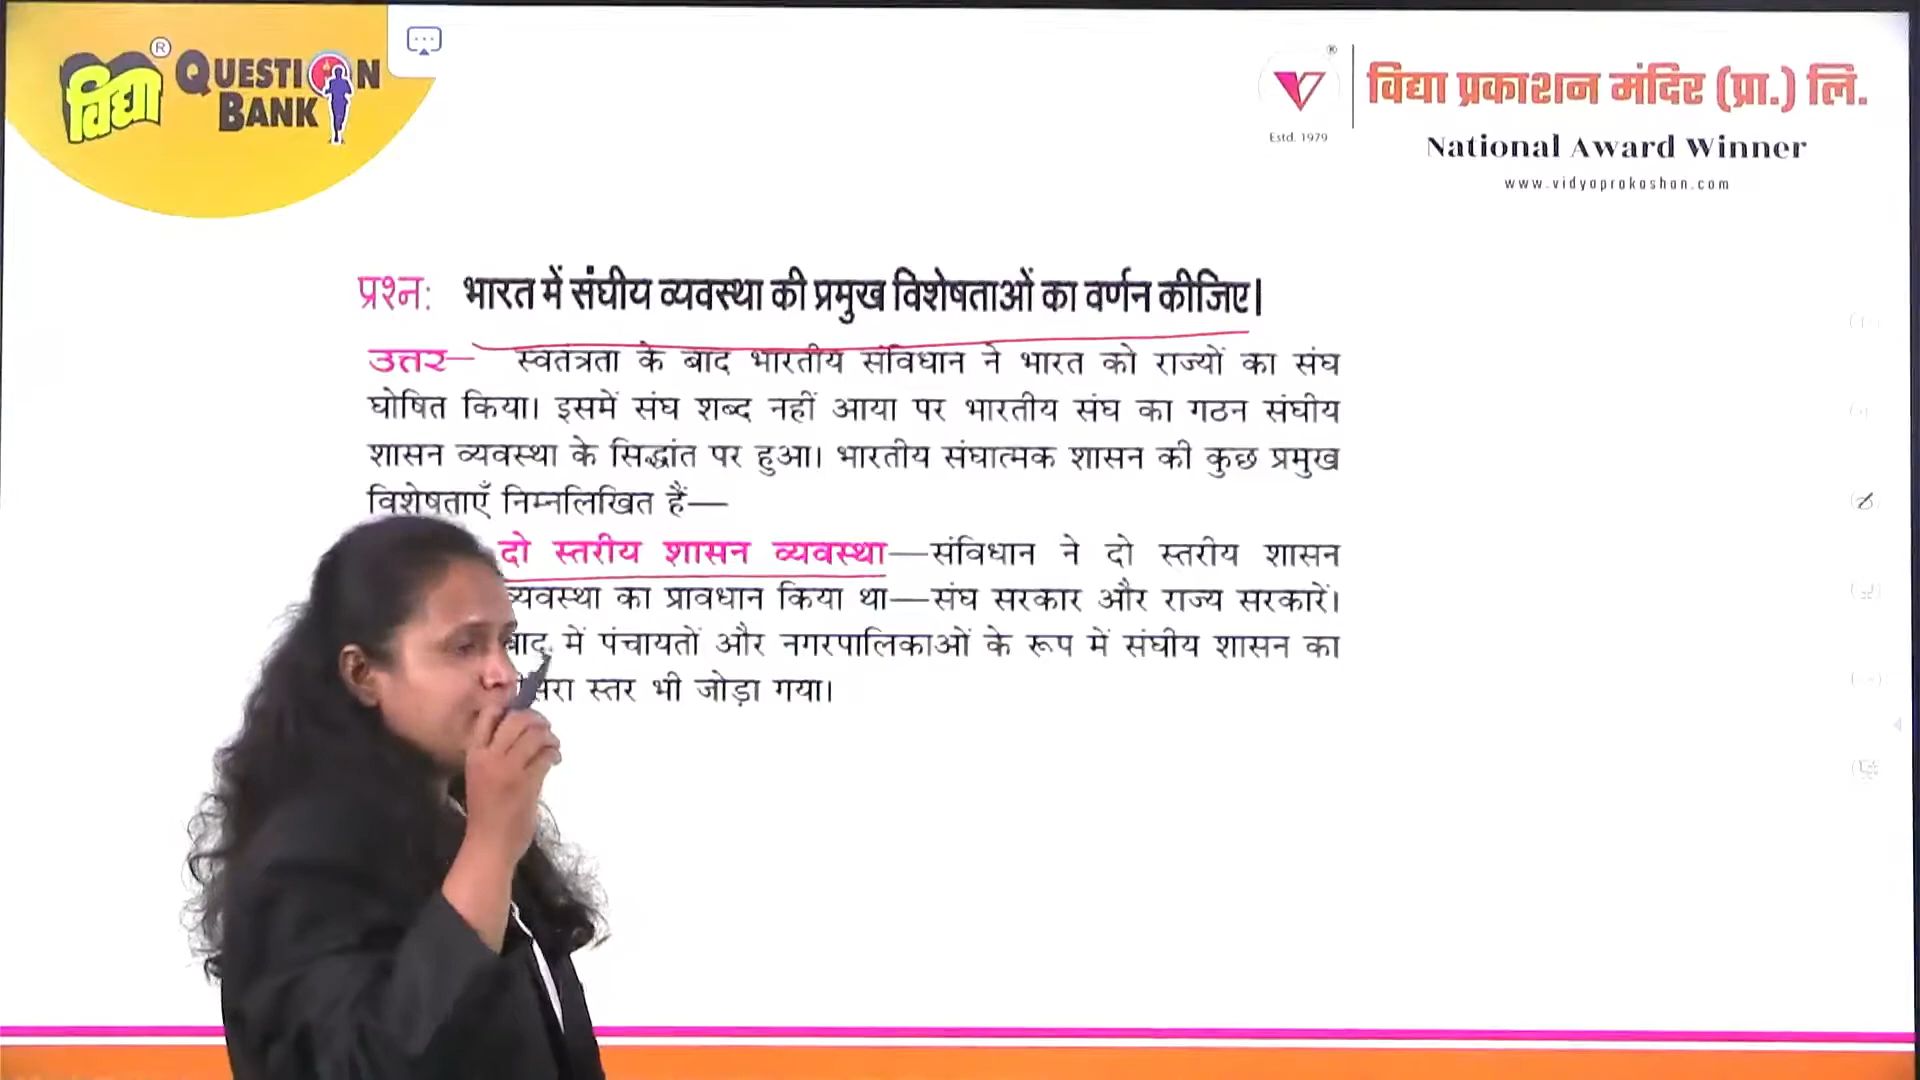 विद्या
®
QUESTION
BANK
®
Estd. 1979
विद्या प्रकाशन मंदिर (प्रा.) लि.
National Award Winner
www.vidyaprakashan.com
प्रश्न: भारत में संघीय व्यवस्था की प्रमुख विशेषताओं का वर्णन कीजिए।
उत्तर— स्वतंत्रता के बाद भारतीय संविधान ने भारत को राज्यों का संघ
घोषित किया। इसमें संघ शब्द नहीं आया पर भारतीय संघ का गठन संघीय
शासन व्यवस्था के सिद्धांत पर हुआ। भारतीय संघात्मक शासन की कुछ प्रमुख
विशेषताएँ निम्नलिखित हैं—
दो स्तरीय शासन व्यवस्था—संविधान ने दो स्तरीय शासन
व्यवस्था का प्रावधान किया था—संघ सरकार और राज्य सरकारें।
बाद में पंचायतों और नगरपालिकाओं के रूप में संघीय शासन का
स्तर भी जोड़ा गया।